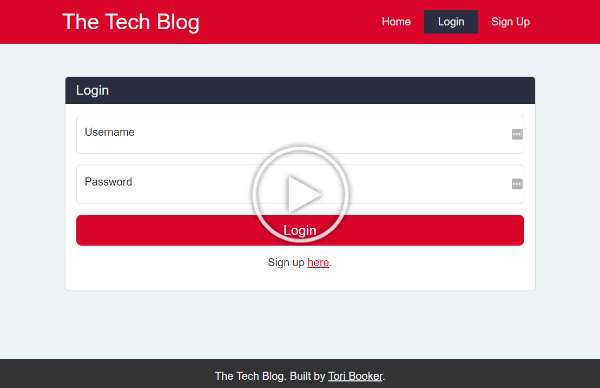 The Tech Blog
Home Login Sign Up
Login
Username
Password
Login
Sign up here.
The Tech Blog. Built by Tori Booker.